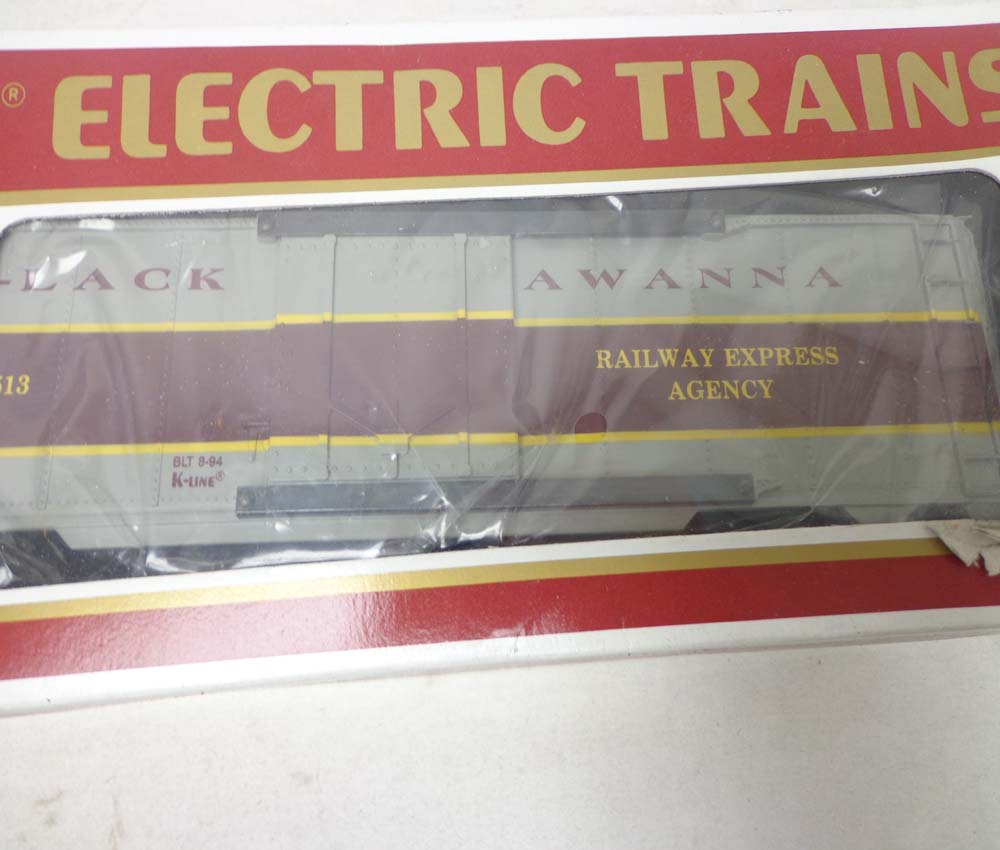 ® ELECTRIC TRAINS
-LACK AWANNA
RAILWAY EXPRESS
AGENCY
513
BLT 8-94
K-LINE®